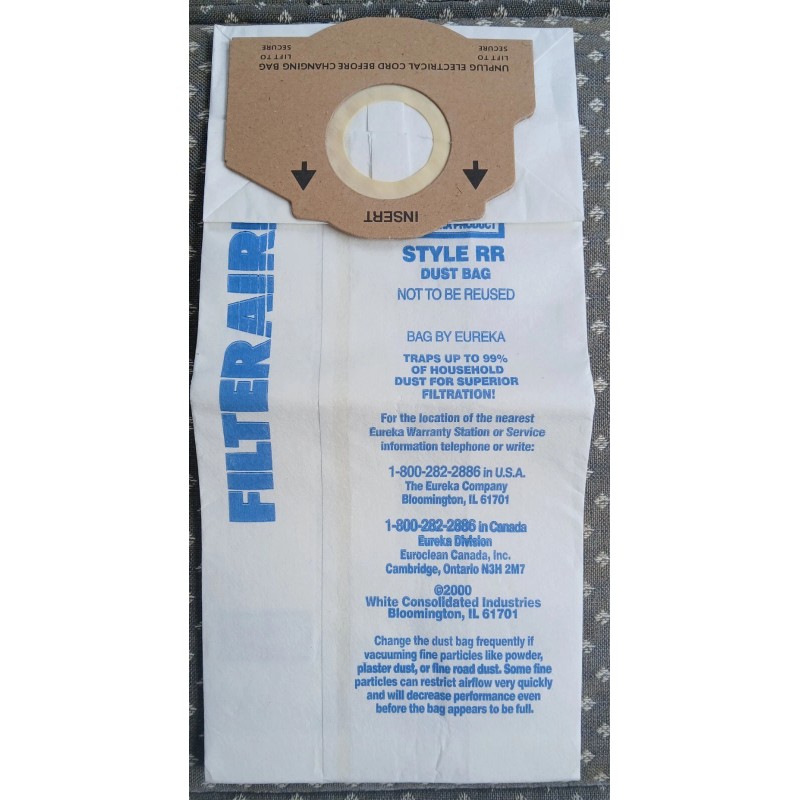 UNPLUG ELECTRICAL CORD BEFORE CHANGING BAG
LIFT TO
SECURE
LIFT TO
SECURE
INSERT
FILTERAIR
PRODUCT
STYLE RR
DUST BAG
NOT TO BE REUSED
BAG BY EUREKA
TRAPS UP TO 99%
OF HOUSEHOLD
DUST FOR SUPERIOR
FILTRATION!
For the location of the nearest
Eureka Warranty Station or Service
information telephone or write:
1-800-282-2886 in U.S.A.
The Eureka Company
Bloomington, IL 61701
1-800-282-2886 in Canada
Eureka Division
Euroclean Canada, Inc.
Cambridge, Ontario N3H 2M7
©2000
White Consolidated Industries
Bloomington, IL 61701
Change the dust bag frequently if
vacuuming fine particles like powder,
plaster dust, or fine road dust. Some fine
particles can restrict airflow very quickly
and will decrease performance even
before the bag appears to be full.